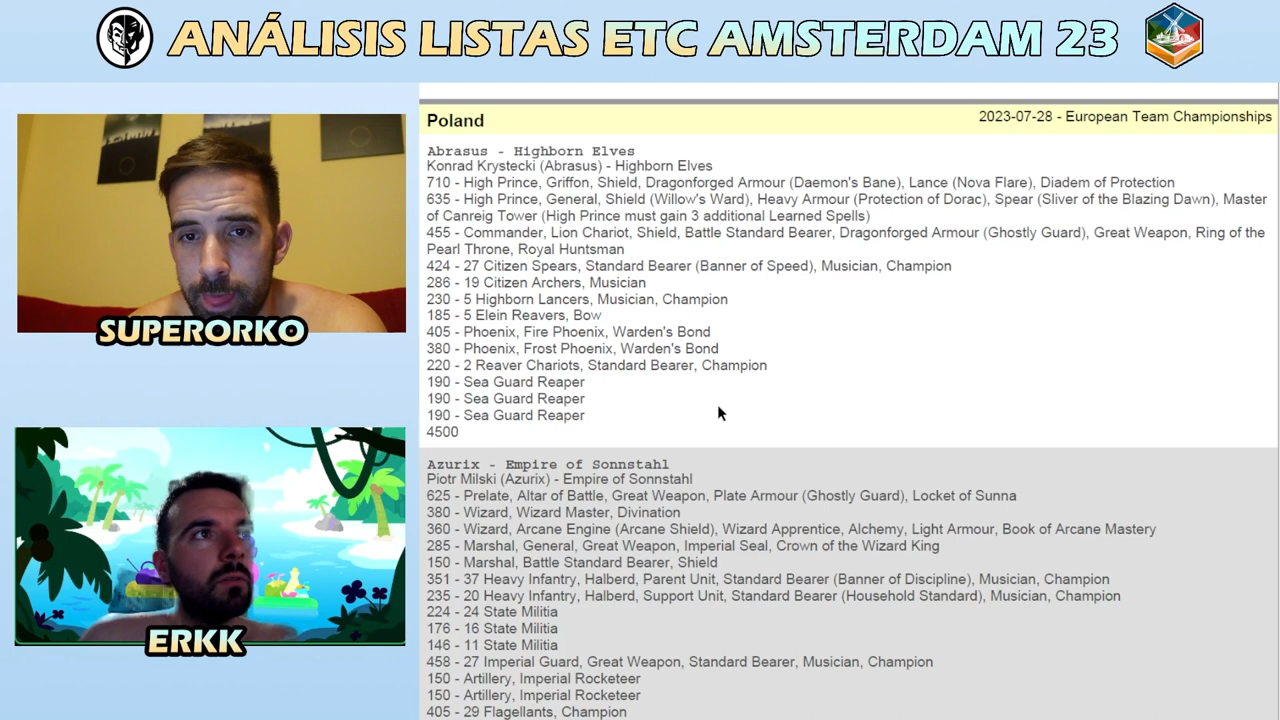 ANÁLISIS LISTAS ETC AMSTERDAM 23
SUPERORKO
ERKK
Poland
2023-07-28 - European Team Championships
Abrasus - Highborn Elves
Konrad Krystecki (Abrasus) - Highborn Elves
710 - High Prince, Griffon, Shield, Dragonforged Armour (Daemon's Bane), Lance (Nova Flare), Diadem of Protection
635 - High Prince, General, Shield (Willow's Ward), Heavy Armour (Protection of Dorac), Spear (Sliver of the Blazing Dawn), Master
of Canreig Tower (High Prince must gain 3 additional Learned Spells)
455 - Commander, Lion Chariot, Shield, Battle Standard Bearer, Dragonforged Armour (Ghostly Guard), Great Weapon, Ring of the
Pearl Throne, Royal Huntsman
424 - 27 Citizen Spears, Standard Bearer (Banner of Speed), Musician, Champion
286 - 19 Citizen Archers, Musician
230 - 5 Highborn Lancers, Musician, Champion
185 - 5 Elein Reavers, Bow
405 - Phoenix, Fire Phoenix, Warden's Bond
380 - Phoenix, Frost Phoenix, Warden's Bond
220 - 2 Reaver Chariots, Standard Bearer, Champion
190 - Sea Guard Reaper
190 - Sea Guard Reaper
190 - Sea Guard Reaper
4500
Azurix - Empire of Sonnstahl
Piotr Milski (Azurix) - Empire of Sonnstahl
625 - Prelate, Altar of Battle, Great Weapon, Plate Armour (Ghostly Guard), Locket of Sunna
380 - Wizard, Wizard Master, Divination
360 - Wizard, Arcane Engine (Arcane Shield), Wizard Apprentice, Alchemy, Light Armour, Book of Arcane Mastery
285 - Marshal, General, Great Weapon, Imperial Seal, Crown of the Wizard King
150 - Marshal, Battle Standard Bearer, Shield
351 - 37 Heavy Infantry, Halberd, Parent Unit, Standard Bearer (Banner of Discipline), Musician, Champion
235 - 20 Heavy Infantry, Halberd, Support Unit, Standard Bearer (Household Standard), Musician, Champion
224 - 24 State Militia
176 - 16 State Militia
146 - 11 State Militia
458 - 27 Imperial Guard, Great Weapon, Standard Bearer, Musician, Champion
150 - Artillery, Imperial Rocketeer
150 - Artillery, Imperial Rocketeer
405 - 29 Flagellants, Champion